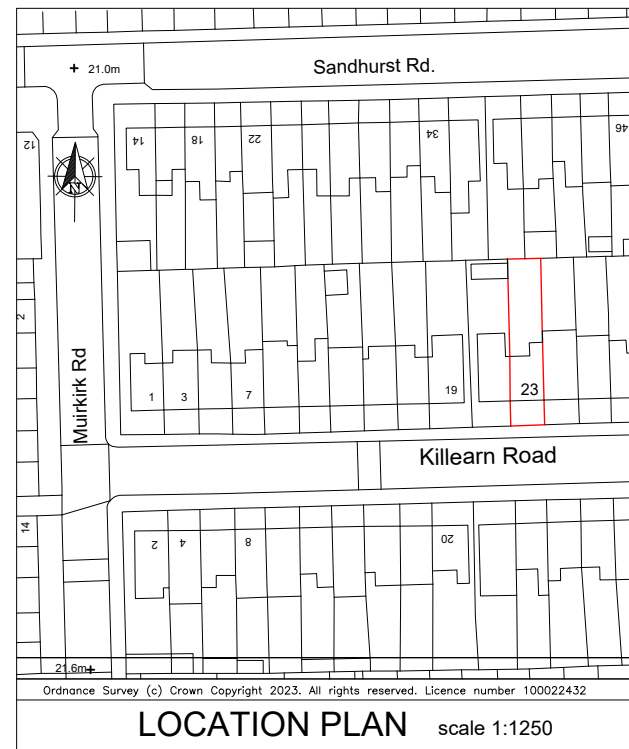 21.0m
Sandhurst Rd.
12
14
18
22
34
46
N
2
Muirkirk Rd
1
3
7
19
23
Killearn Road
14
2
4
8
20
21.6m
Ordnance Survey (c) Crown Copyright 2023. All rights reserved. Licence number 100022432
LOCATION PLAN scale 1:1250